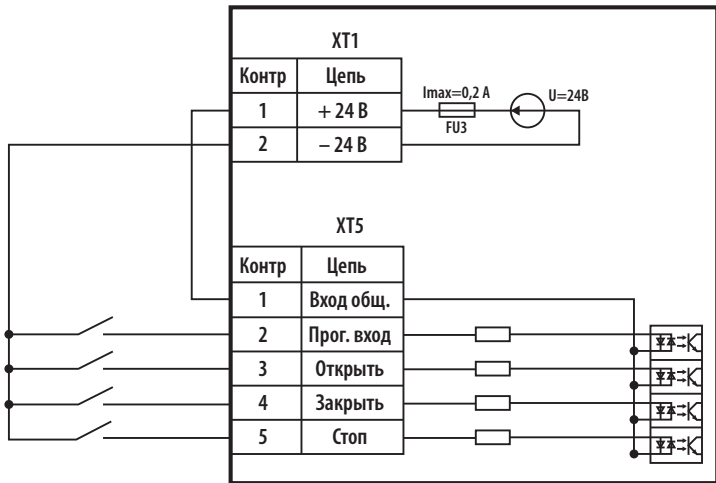 XT1
Контр Цепь
Imax=0,2 A
U=24В
1 + 24 В
FU3
2 – 24 В
XT5
Контр Цепь
1 Вход общ.
2 Прог. вход
3 Открыть
4 Закрыть
5 Стоп